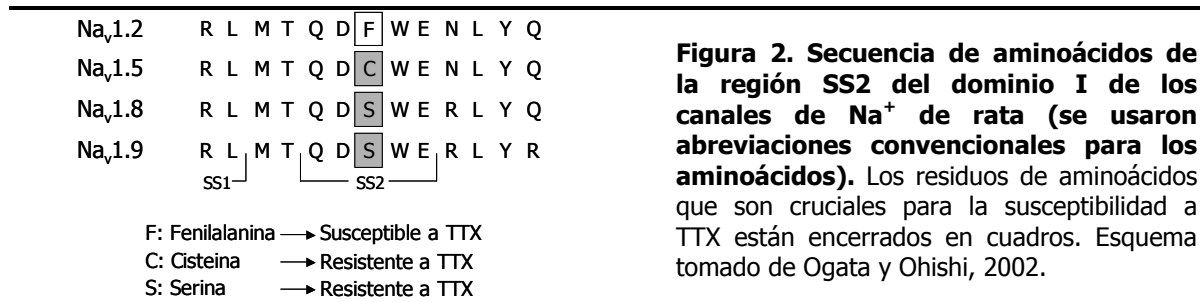 Nav1.2 R L M T Q D F W E N L Y Q
Nav1.5 R L M T Q D C W E N L Y Q
Nav1.8 R L M T Q D S W E R L Y Q
Nav1.9 R L M T Q D S W E R L Y R
SS1 SS2
F: Fenilalanina → Susceptible a TTX
C: Cisteina → Resistente a TTX
S: Serina → Resistente a TTX
Figura 2. Secuencia de aminoácidos de
la región SS2 del dominio I de los
canales de Na+ de rata (se usaron
abreviaciones convencionales para los
aminoácidos). Los residuos de aminoácidos
que son cruciales para la susceptibilidad a
TTX están encerrados en cuadros. Esquema
tomado de Ogata y Ohishi, 2002.